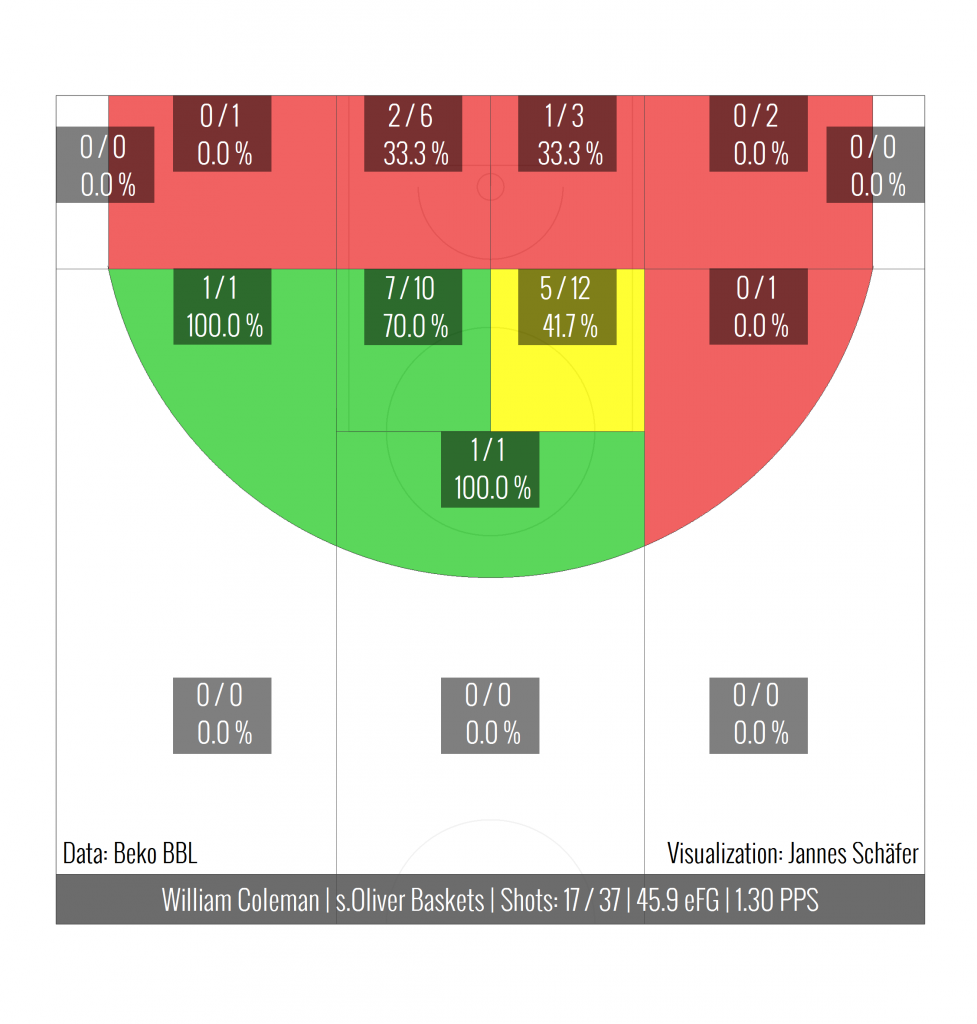 0 / 1
2 / 6
1 / 3
0 / 2
0.0 %
33.3 %
33.3 %
0.0 %
0 / 0
0 / 0
0.0 %
0.0 %
1 / 1
7 / 10
5 / 12
0 / 1
100.0 %
70.0 %
41.7 %
0.0 %
1 / 1
100.0 %
0 / 0
0 / 0
0 / 0
0.0 %
0.0 %
0.0 %
Data: Beko BBL
Visualization: Jannes Schäfer
William Coleman | s.Oliver Baskets | Shots: 17 / 37 | 45.9 eFG | 1.30 PPS